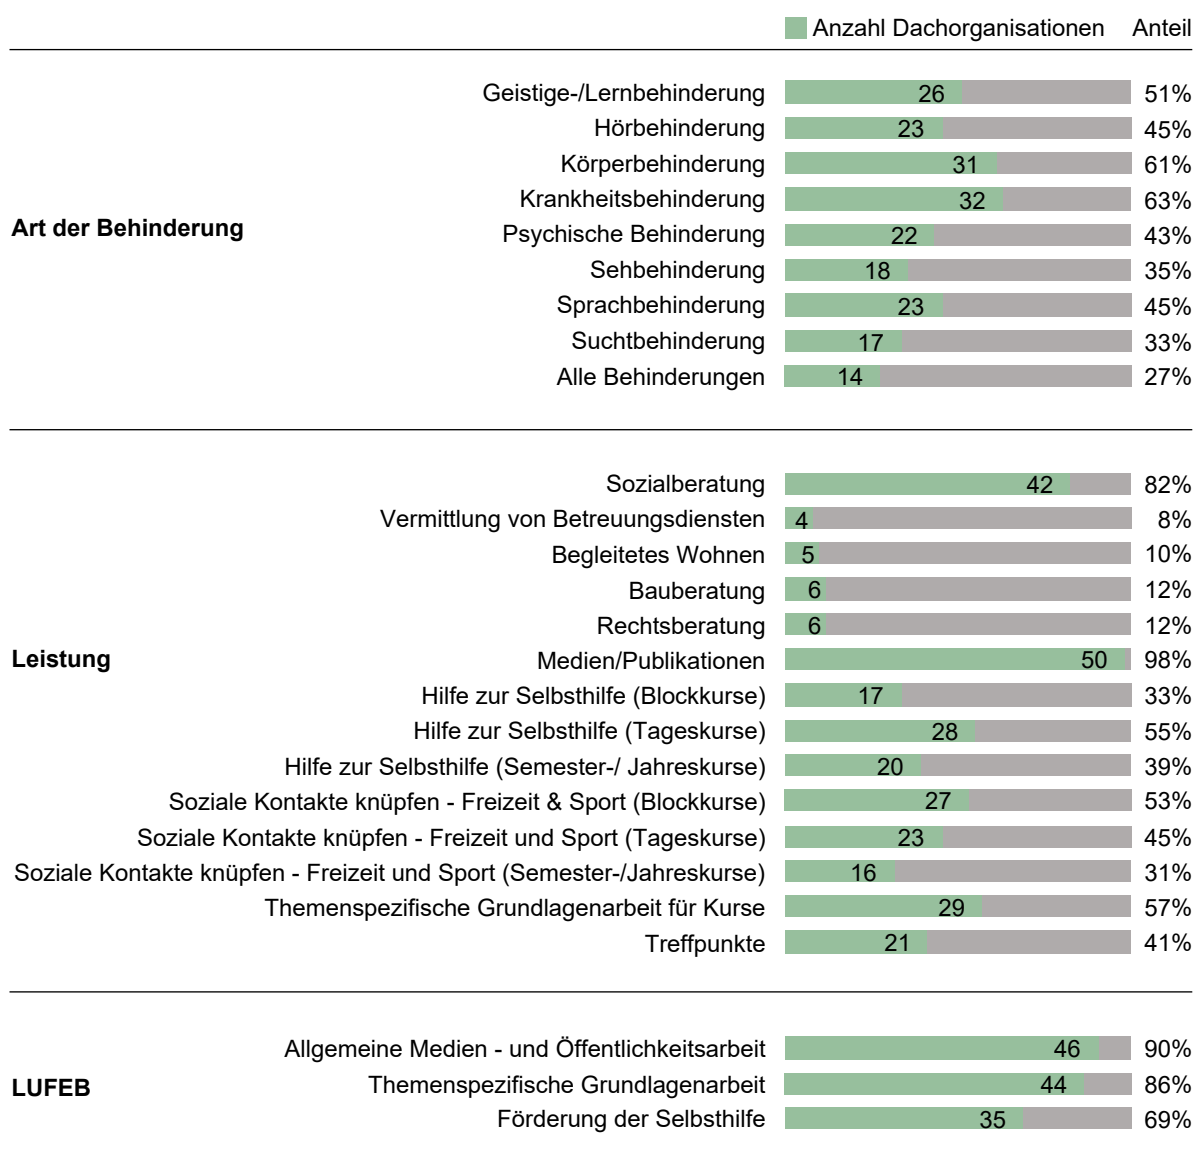 Anzahl Dachorganisationen Anteil
Geistige-/Lernbehinderung 26 51%
Hörbehinderung 23 45%
Körperbehinderung 31 61%
Krankheitsbehinderung 32 63%
Art der Behinderung
Psychische Behinderung 22 43%
Sehbehinderung 18 35%
Sprachbehinderung 23 45%
Suchtbehinderung 17 33%
Alle Behinderungen 14 27%
Sozialberatung 42 82%
Vermittlung von Betreuungsdiensten 4 8%
Begleitetes Wohnen 5 10%
Bauberatung 6 12%
Rechtsberatung 6 12%
Leistung Medien/Publikationen 50 98%
Hilfe zur Selbsthilfe (Blockkurse) 17 33%
Hilfe zur Selbsthilfe (Tageskurse) 28 55%
Hilfe zur Selbsthilfe (Semester-/ Jahreskurse) 20 39%
Soziale Kontakte knüpfen - Freizeit & Sport (Blockkurse) 27 53%
Soziale Kontakte knüpfen - Freizeit und Sport (Tageskurse) 23 45%
Soziale Kontakte knüpfen - Freizeit und Sport (Semester-/Jahreskurse) 16 31%
Themenspezifische Grundlagenarbeit für Kurse 29 57%
Treffpunkte 21 41%
Allgemeine Medien - und Öffentlichkeitsarbeit 46 90%
LUFEB Themenspezifische Grundlagenarbeit 44 86%
Förderung der Selbsthilfe 35 69%